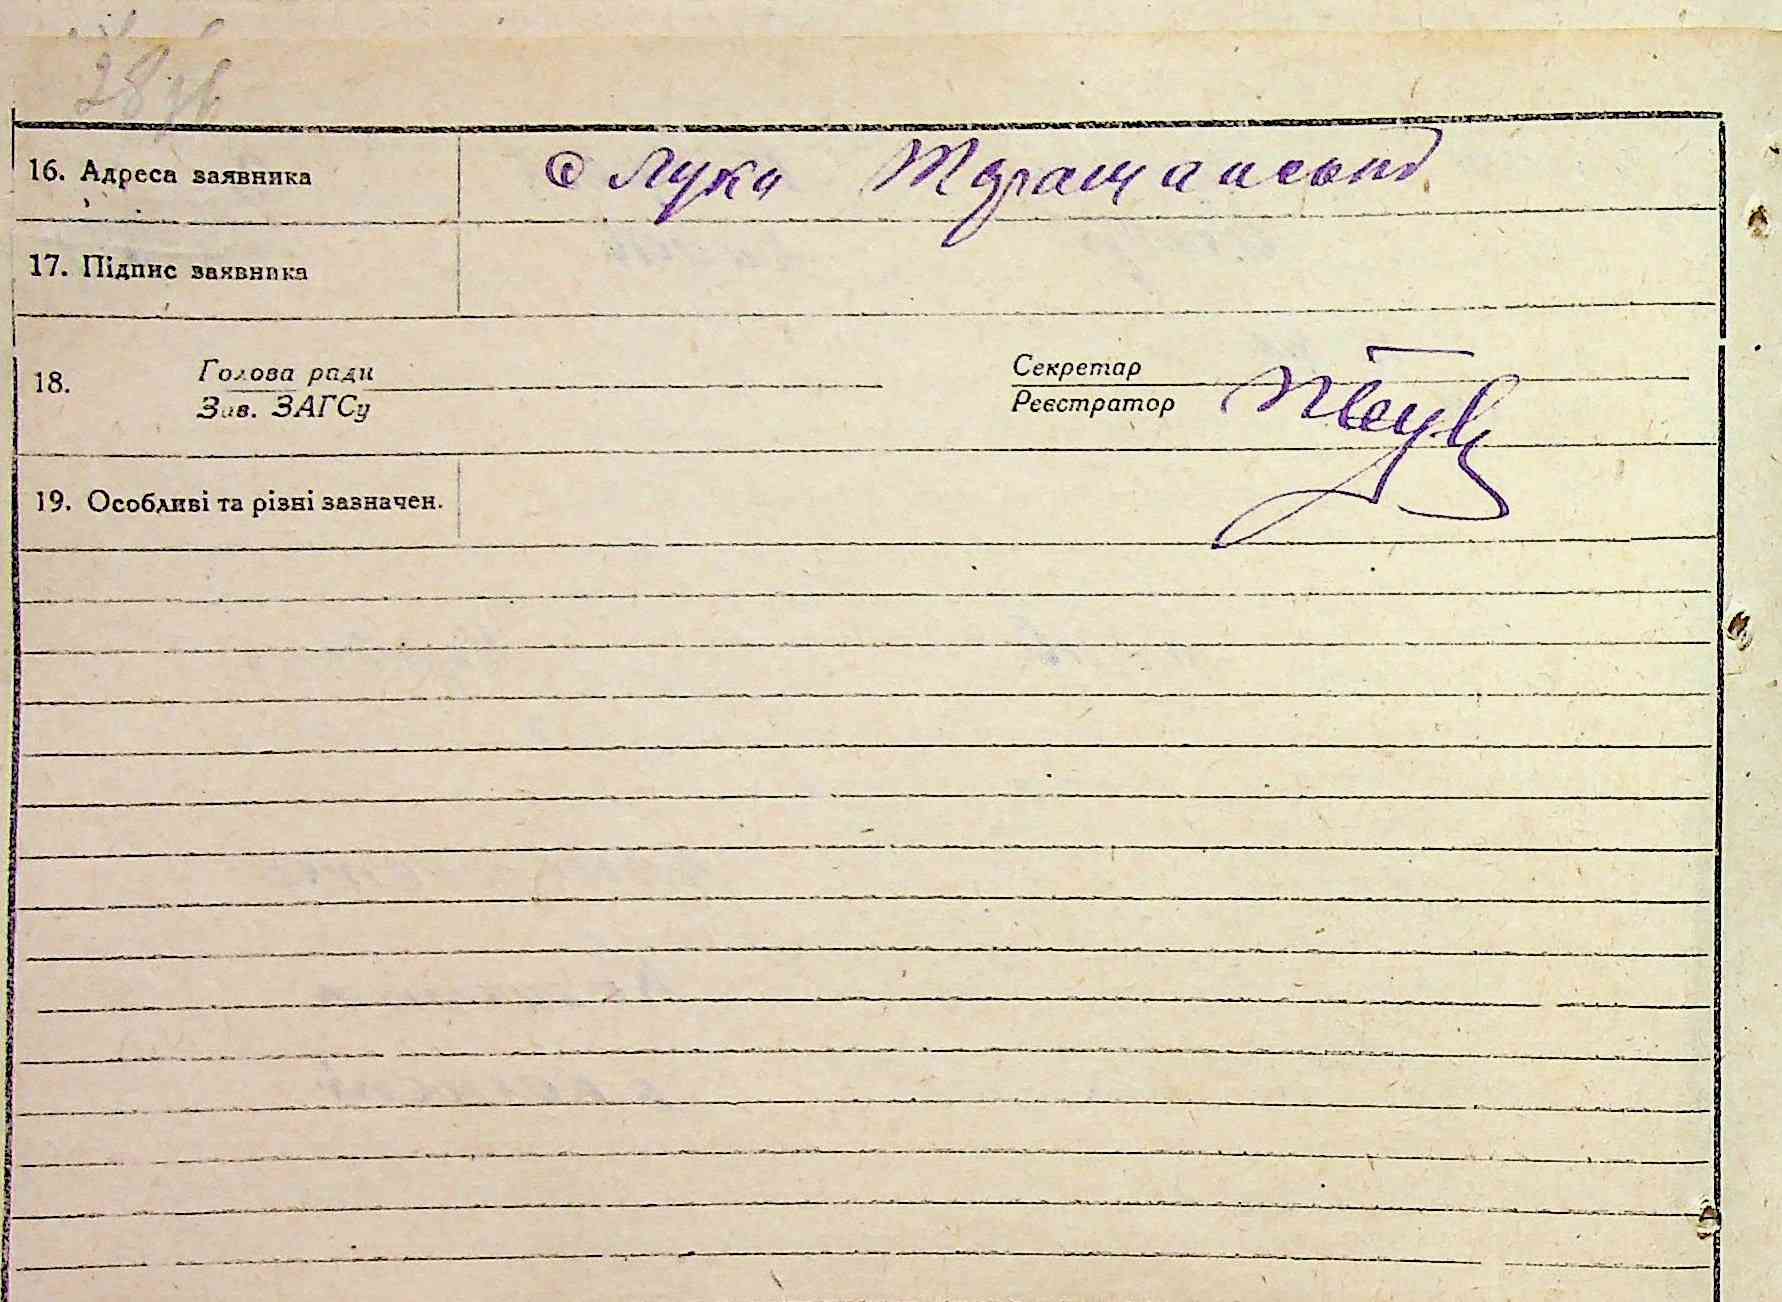 28 зв
16. Адреса заявника с Лука Таращанськ
17. Підпис заявника
18. Голова ради Секретар
Зав. ЗАГСу Реєстратор
19. Особливі та різні зазначен.